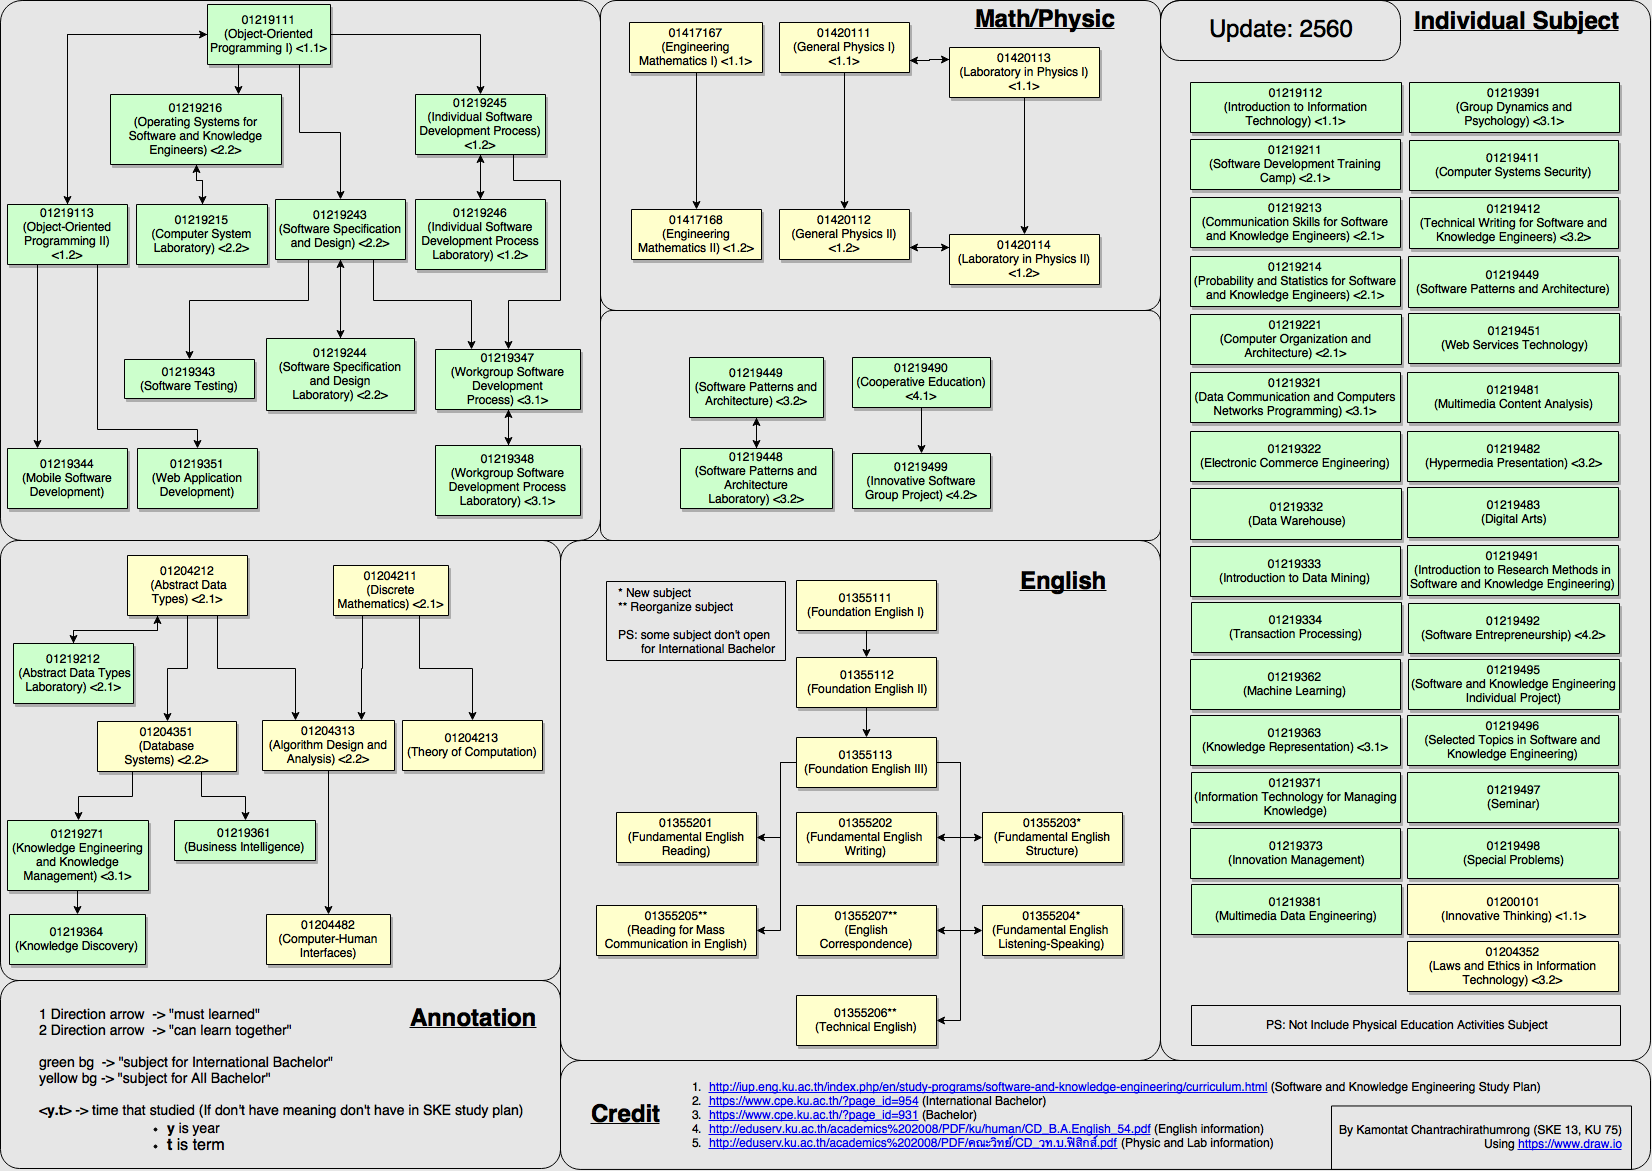 01219111
(Object-Oriented
Programming I) <1.1>
01219216
(Operating Systems for
Software and Knowledge
Engineers) <2.2>
01219245
(Individual Software
Development Process)
<1.2>
01219113
(Object-Oriented
Programming II)
<1.2>
01219215
(Computer System
Laboratory) <2.2>
01219243
(Software Specification
and Design) <2.2>
01219246
(Individual Software
Development Process
Laboratory) <1.2>
01219343
(Software Testing)
01219244
(Software Specification
and Design
Laboratory) <2.2>
01219347
(Workgroup Software
Development
Process) <3.1>
01219344
(Mobile Software
Development)
01219351
(Web Application
Development)
01219348
(Workgroup Software
Development Process
Laboratory) <3.1>
Math/Physic
01417167
(Engineering
Mathematics I) <1.1>
01420111
(General Physics I)
<1.1>
01420113
(Laboratory in Physics I)
<1.1>
01417168
(Engineering
Mathematics II) <1.2>
01420112
(General Physics II)
<1.2>
01420114
(Laboratory in Physics II)
<1.2>
01219449
(Software Patterns and
Architecture) <3.2>
01219490
(Cooperative Education)
<4.1>
01219448
(Software Patterns and
Architecture
Laboratory) <3.2>
01219499
(Innovative Software
Group Project) <4.2>
Update: 2560
Individual Subject
01219112
(Introduction to Information
Technology) <1.1>
01219211
(Software Development Training
Camp) <2.1>
01219213
(Communication Skills for Software
and Knowledge Engineers) <2.1>
01219214
(Probability and Statistics for Software
and Knowledge Engineers) <2.1>
01219221
(Computer Organization and
Architecture) <2.1>
01219321
(Data Communication and Computers
Networks Programming) <3.1>
01219322
(Electronic Commerce Engineering)
01219332
(Data Warehouse)
01219333
(Introduction to Data Mining)
01219334
(Transaction Processing)
01219362
(Machine Learning)
01219363
(Knowledge Representation) <3.1>
01219371
(Information Technology for Managing
Knowledge)
01219373
(Innovation Management)
01219381
(Multimedia Data Engineering)
01219391
(Group Dynamics and
Psychology) <3.1>
01219411
(Computer Systems Security)
01219412
(Technical Writing for Software and
Knowledge Engineers) <3.2>
01219449
(Software Patterns and Architecture)
01219451
(Web Services Technology)
01219481
(Multimedia Content Analysis)
01219482
(Hypermedia Presentation) <3.2>
01219483
(Digital Arts)
01219491
(Introduction to Research Methods in
Software and Knowledge Engineering)
01219492
(Software Entrepreneurship) <4.2>
01219495
(Software and Knowledge Engineering
Individual Project)
01219496
(Selected Topics in Software and
Knowledge Engineering)
01219497
(Seminar)
01219498
(Special Problems)
01200101
(Innovative Thinking) <1.1>
01204352
(Laws and Ethics in Information
Technology) <3.2>
PS: Not Include Physical Education Activities Subject
01204212
(Abstract Data
Types) <2.1>
01204211
(Discrete
Mathematics) <2.1>
01219212
(Abstract Data Types
Laboratory) <2.1>
01204351
(Database
Systems) <2.2>
01204313
(Algorithm Design and
Analysis) <2.2>
01204213
(Theory of Computation)
01219271
(Knowledge Engineering
and Knowledge
Management) <3.1>
01219361
(Business Intelligence)
01219364
(Knowledge Discovery)
01204482
(Computer-Human
Interfaces)
English
* New subject
** Reorganize subject
PS: some subject don't open
for International Bachelor
01355111
(Foundation English I)
01355112
(Foundation English II)
01355113
(Foundation English III)
01355201
(Fundamental English
Reading)
01355202
(Fundamental English
Writing)
01355203*
(Fundamental English
Structure)
01355205**
(Reading for Mass
Communication in English)
01355207**
(English
Correspondence)
01355204*
(Fundamental English
Listening-Speaking)
01355206**
(Technical English)
Annotation
1 Direction arrow -> "must learned"
2 Direction arrow -> "can learn together"
green bg -> "subject for International Bachelor"
yellow bg -> "subject for All Bachelor"
<y.t> -> time that studied (If don't have meaning don't have in SKE study plan)
• y is year
• t is term
Credit
1. http://iup.eng.ku.ac.th/index.php/en/study-programs/software-and-knowledge-engineering/curriculum.html (Software and Knowledge Engineering Study Plan)
2. https://www.cpe.ku.ac.th/?page_id=954 (International Bachelor)
3. https://www.cpe.ku.ac.th/?page_id=931 (Bachelor)
4. http://eduserv.ku.ac.th/academics%202008/PDF/ku/human/CD_B.A.English_54.pdf (English information)
5. http://eduserv.ku.ac.th/academics%202008/PDF/คณะวิทย์/CD_วท.บ.ฟิสิกส์.pdf (Physic and Lab information)
By Kamontat Chantrachirathumrong (SKE 13, KU 75)
Using https://www.draw.io